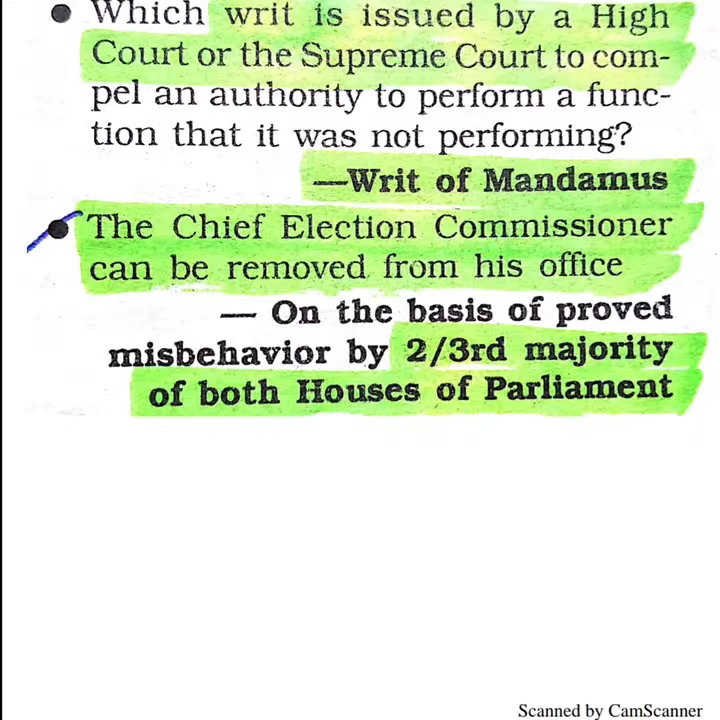 ● Which writ is issued by a High
Court or the Supreme Court to com-
pel an authority to perform a func-
tion that it was not performing?
—Writ of Mandamus
● The Chief Election Commissioner
can be removed from his office
— On the basis of proved
misbehavior by 2/3rd majority
of both Houses of Parliament
Scanned by CamScanner